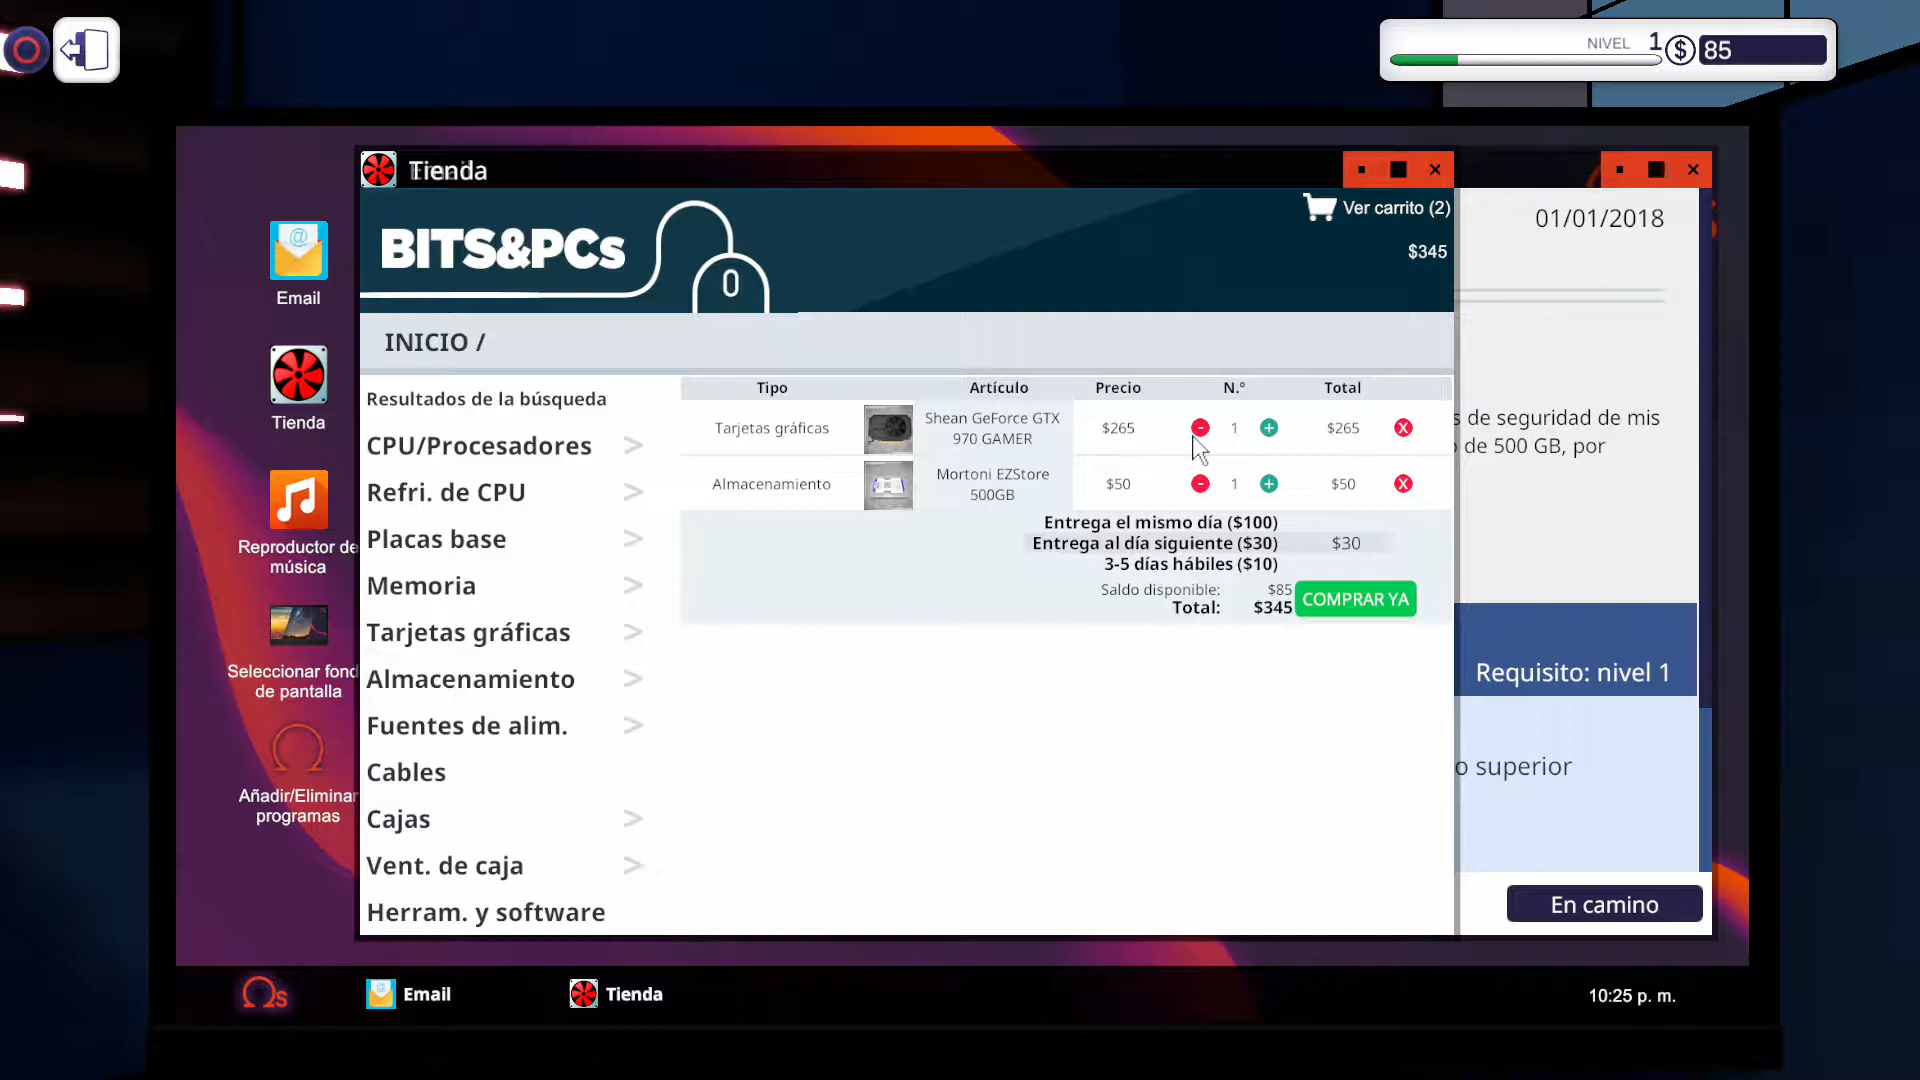 NIVEL 1
$ 85
Tienda
Ver carrito (2)
$345
BITS&PCs
01/01/2018
INICIO /
Email
Tienda
Reproductor de
música
Seleccionar fond
de pantalla
Añadir/Eliminar
programas
Resultados de la búsqueda
CPU/Procesadores >
Refri. de CPU >
Placas base >
Memoria >
Tarjetas gráficas >
Almacenamiento >
Fuentes de alim. >
Cables
Cajas >
Vent. de caja >
Herram. y software
Tipo Artículo Precio N.º Total
Tarjetas gráficas Shean GeForce GTX
970 GAMER $265 - 1 + $265 X
Almacenamiento Mortoni EZStore
500GB $50 - 1 + $50 X
Entrega el mismo día ($100)
Entrega al día siguiente ($30) $30
3-5 días hábiles ($10)
Saldo disponible: $85
Total: $345
COMPRAR YA
s de seguridad de mis
de 500 GB, por
Requisito: nivel 1
o superior
En camino
Ωs
Email
Tienda
10:25 p. m.